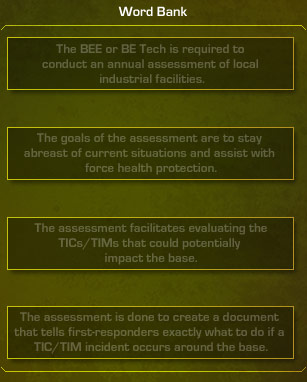 Word Bank
The BEE or BE Tech is required to
conduct an annual assessment of local
industrial facilities.
The goals of the assessment are to stay
abreast of current situations and assist with
force health protection.
The assessment facilitates evaluating the
TICs/TIMs that could potentially
impact the base.
The assessment is done to create a document
that tells first-responders exactly what to do if a
TIC/TIM incident occurs around the base.